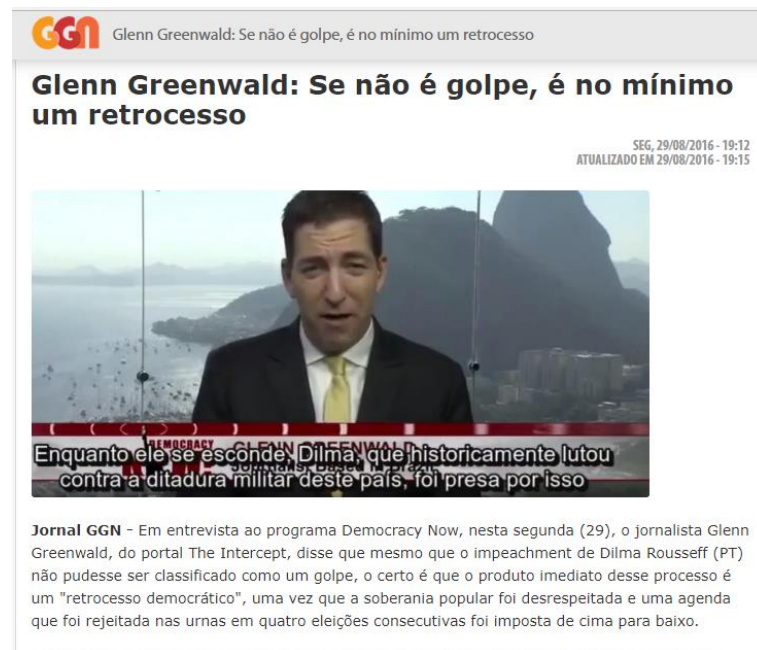 GGN Glenn Greenwald: Se não é golpe, é no mínimo um retrocesso
Glenn Greenwald: Se não é golpe, é no mínimo
um retrocesso
SEG, 29/08/2016 - 19:12
ATUALIZADO EM 29/08/2016 - 19:15
DEMOCRACY GLENN GREENWALD
Enquanto ele se esconde, Dilma, que historicamente lutou
contra a ditadura militar deste país, foi presa por isso
Jornal GGN - Em entrevista ao programa Democracy Now, nesta segunda (29), o jornalista Glenn
Greenwald, do portal The Intercept, disse que mesmo que o impeachment de Dilma Rousseff (PT)
não pudesse ser classificado como um golpe, o certo é que o produto imediato desse processo é
um "retrocesso democrático", uma vez que a soberania popular foi desrespeitada e uma agenda
que foi rejeitada nas urnas em quatro eleições consecutivas foi imposta de cima para baixo.